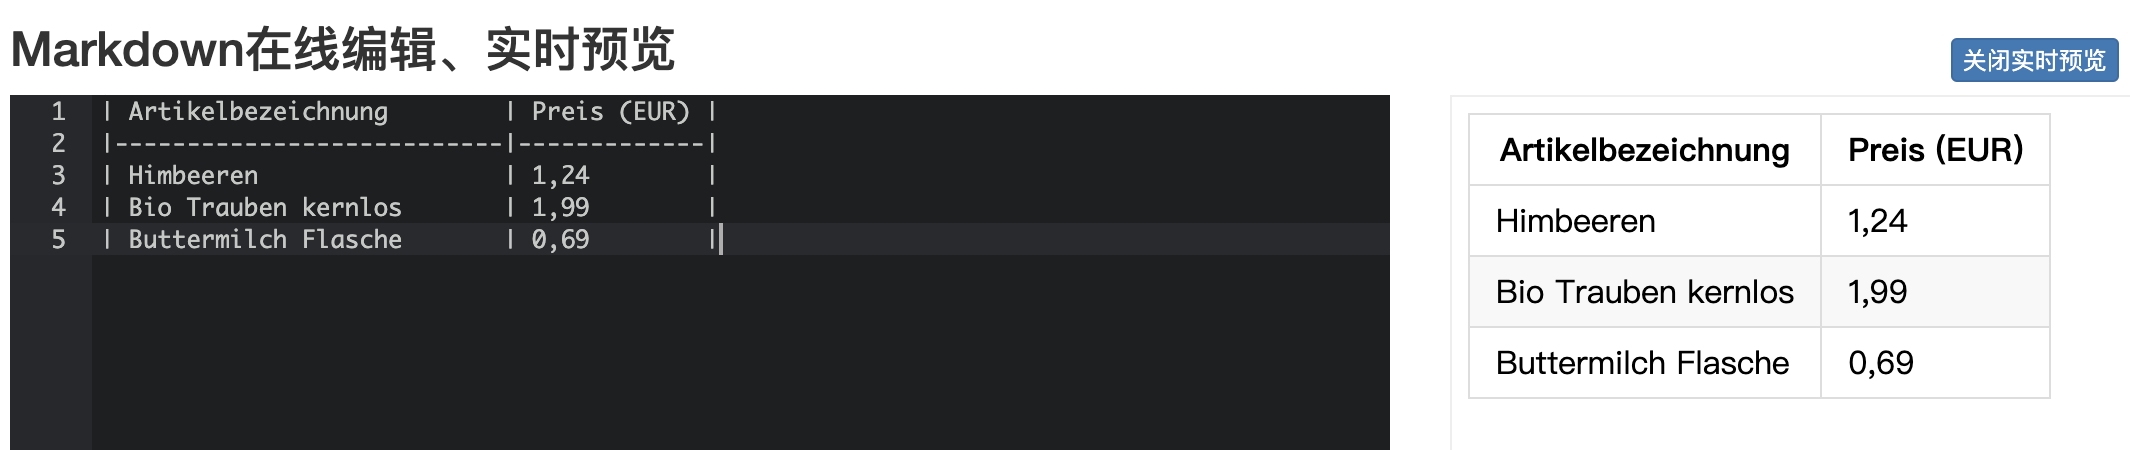 Markdown在线编辑、实时预览
关闭实时预览
1 | Artikelbezeichnung        | Preis (EUR) |
2 |---------------------------|-------------|
3 | Himbeeren                 | 1,24        |
4 | Bio Trauben kernlos       | 1,99        |
5 | Buttermilch Flasche       | 0,69        |
Artikelbezeichnung Preis (EUR)
Himbeeren 1,24
Bio Trauben kernlos 1,99
Buttermilch Flasche 0,69